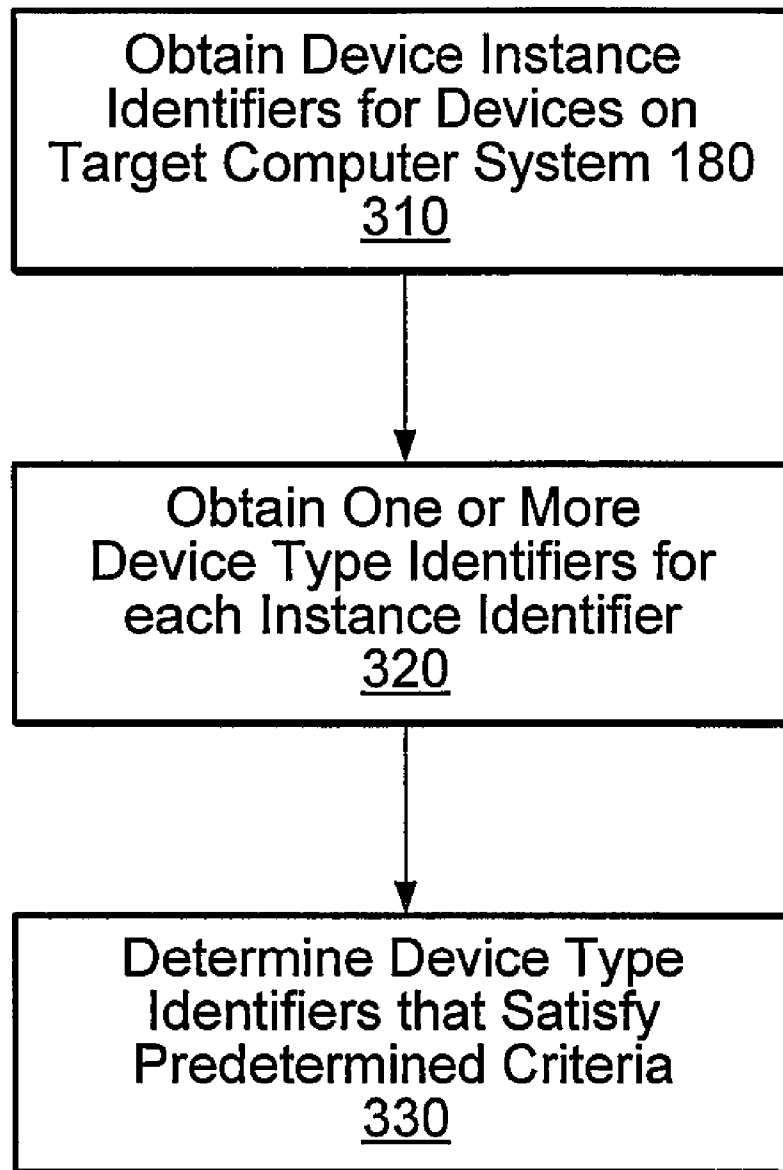 Obtain Device Instance
Identifiers for Devices on
Target Computer System 180
310
Obtain One or More
Device Type Identifiers for
each Instance Identifier
320
Determine Device Type
Identifiers that Satisfy
Predetermined Criteria
330